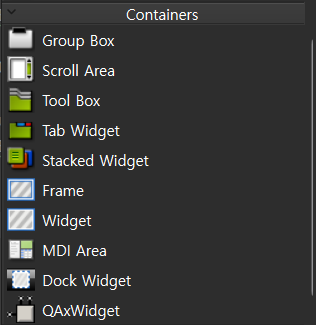 Containers
Group Box
Scroll Area
Tool Box
Tab Widget
Stacked Widget
Frame
Widget
MDI Area
Dock Widget
QAxWidget